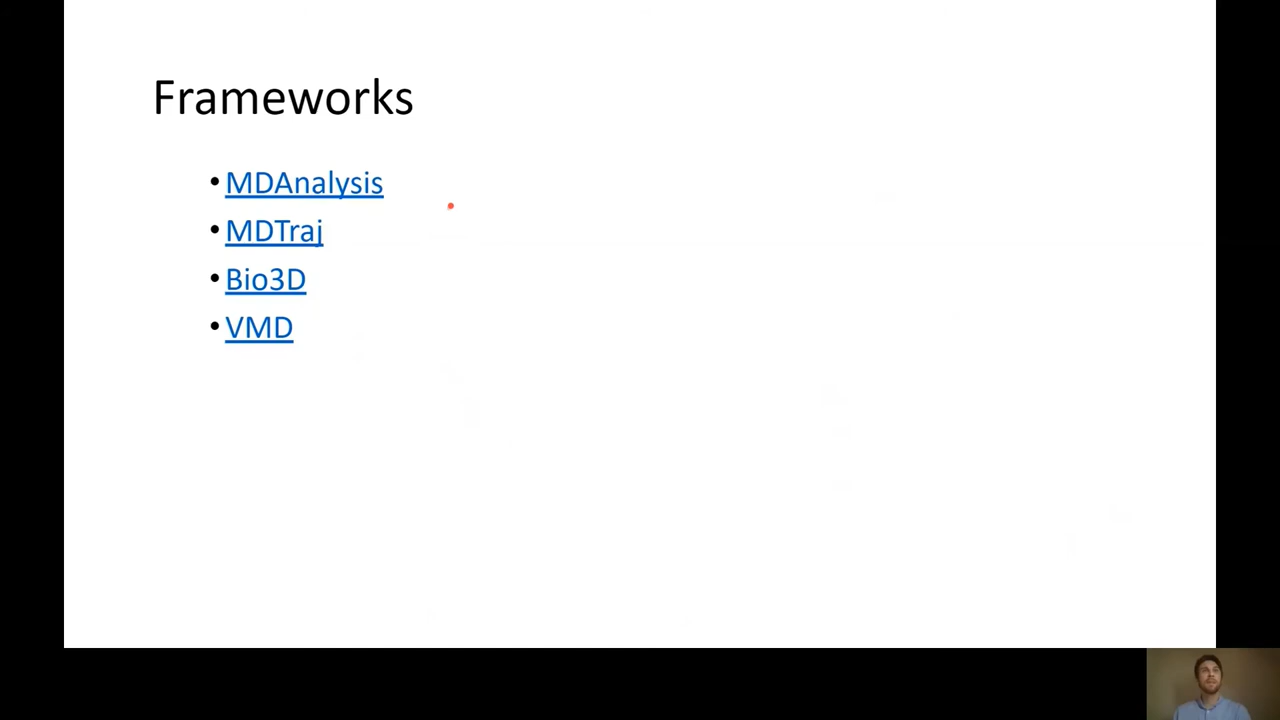 Frameworks
• MDAnalysis
• MDTraj
• Bio3D
• VMD